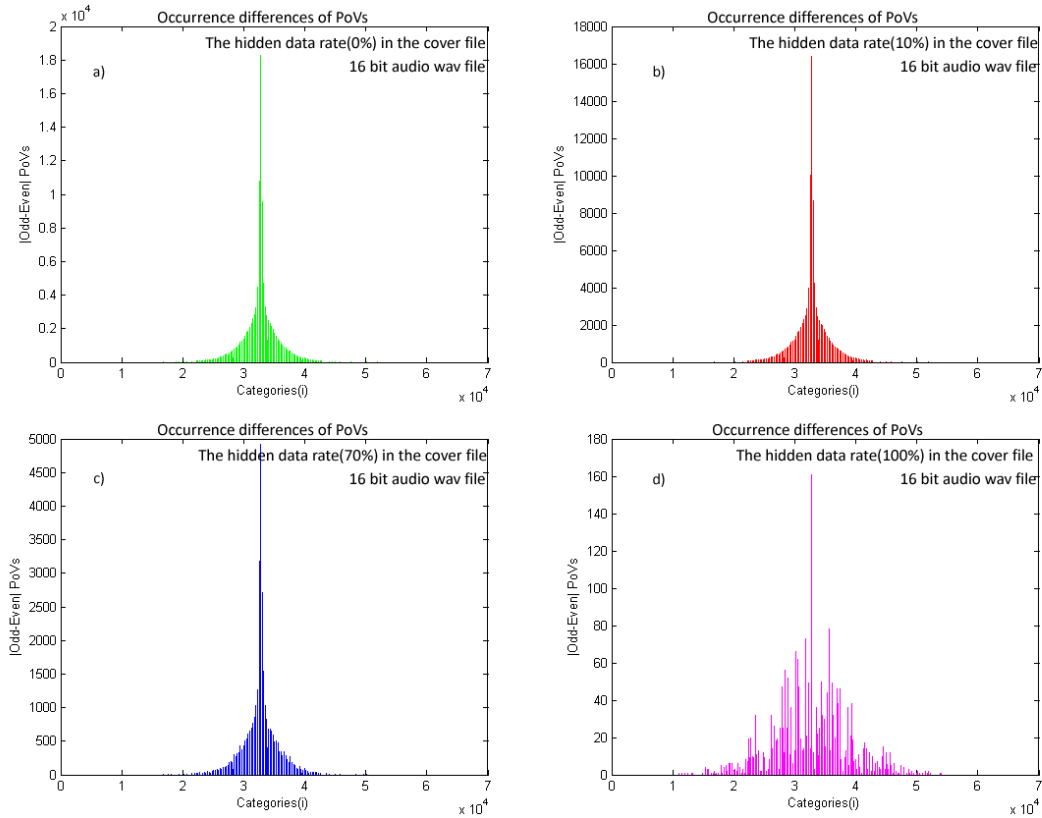 Occurrence differences of PoVs
The hidden data rate(0%) in the cover file
16 bit audio wav file
a)
x 10^4
2
1.8
1.6
1.4
1.2
1
0.8
0.6
0.4
0.2
0
|Odd-Even| PoVs
0 1 2 3 4 5 6 7
Categories(i)
x 10^4
Occurrence differences of PoVs
The hidden data rate(10%) in the cover file
16 bit audio wav file
b)
18000
16000
14000
12000
10000
8000
6000
4000
2000
0
|Odd-Even| PoVs
0 1 2 3 4 5 6 7
Categories(i)
x 10^4
Occurrence differences of PoVs
The hidden data rate(70%) in the cover file
16 bit audio wav file
c)
5000
4500
4000
3500
3000
2500
2000
1500
1000
500
0
|Odd-Even| PoVs
0 1 2 3 4 5 6 7
Categories(i)
x 10^4
Occurrence differences of PoVs
The hidden data rate(100%) in the cover file
16 bit audio wav file
d)
180
160
140
120
100
80
60
40
20
0
|Odd-Even| PoVs
0 1 2 3 4 5 6 7
Categories(i)
x 10^4